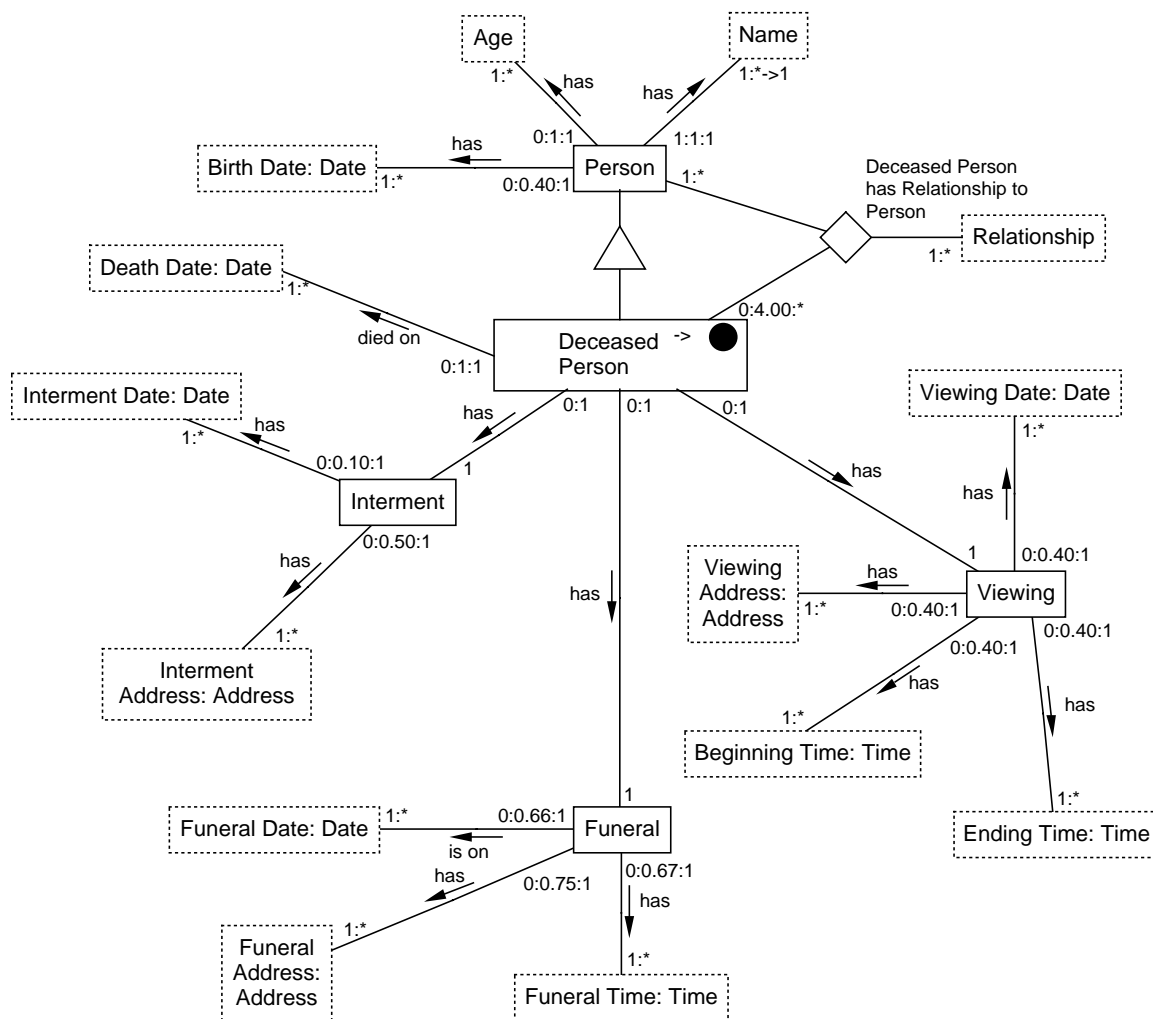 Age
Name
1:*
has
has
1:*->1
0:1:1
1:1:1
Birth Date: Date
has
1:*
0:0.40:1
Person
1:*
Deceased Person
has Relationship to
Person
Relationship
1:*
Death Date: Date
1:*
died on
0:1:1
0:4.00:*
Deceased
Person
->
0:1
0:1
0:1
Interment Date: Date
1:*
has
has
0:0.10:1
1
Interment
0:0.50:1
has
1:*
Interment
Address: Address
Viewing Date: Date
1:*
has
has
1
0:0.40:1
Viewing
Viewing
Address:
Address
has
1:*
0:0.40:1
0:0.40:1
0:0.40:1
has
has
1:*
Beginning Time: Time
1:*
Ending Time: Time
has
1
Funeral
Funeral Date: Date
1:*
0:0.66:1
is on
has
0:0.75:1
0:0.67:1
has
1:*
Funeral
Address:
Address
1:*
Funeral Time: Time